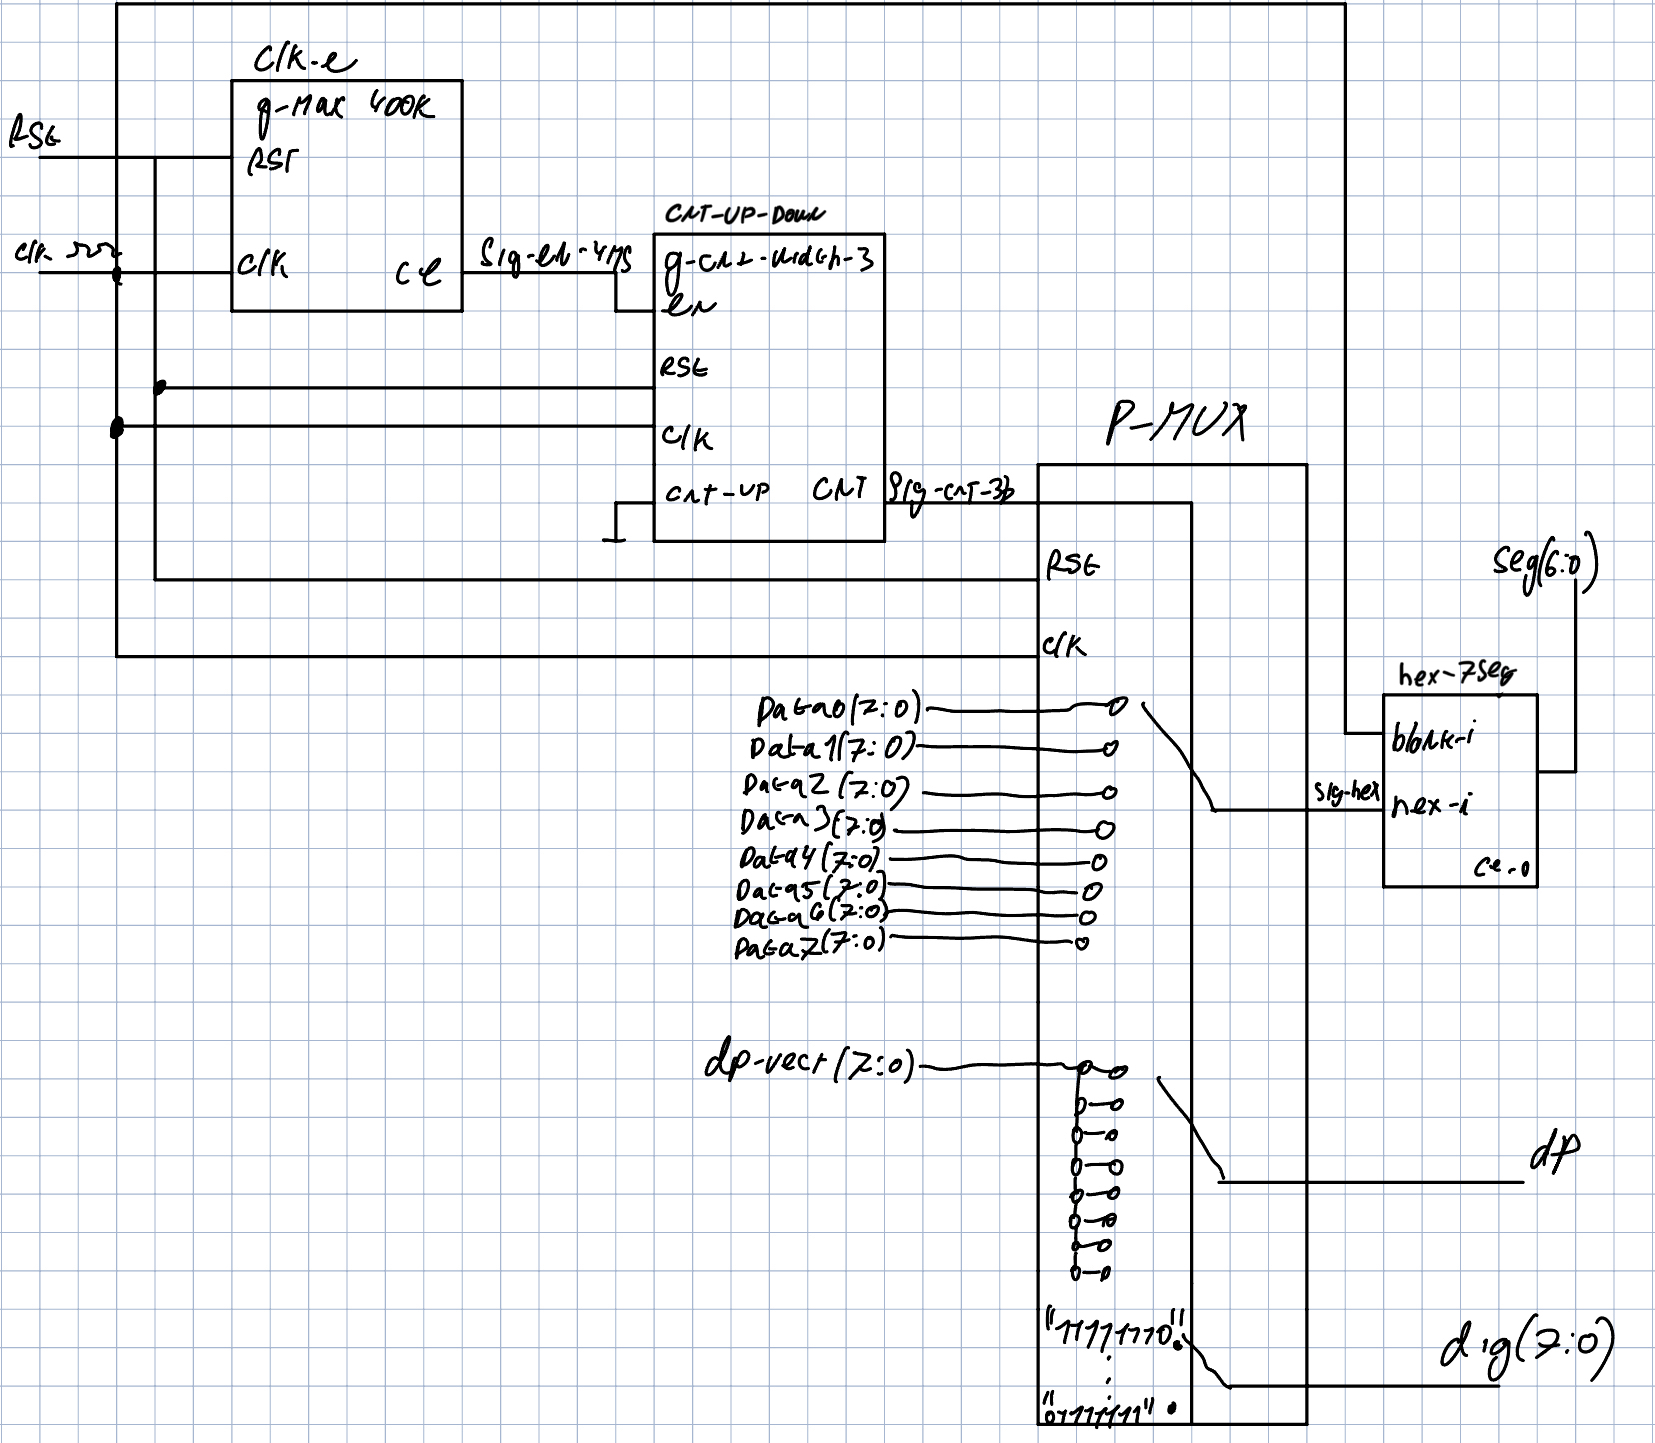 Clk-e
g-Max 400K
RSt
RST
Clk
Clk
Ce
Sig-en-4MS
CNT-UP-Down
g-cnt-width-3
en
RSt
Clk
Cnt-UP
CNT
Sig-cnT-3b
P-MUX
RSt
Clk
Data0(7:0)
Data1(7:0)
Data2(7:0)
Data3(7:0)
Data4(7:0)
Data5(7:0)
Data6(7:0)
Data7(7:0)
seg(6:0)
hex-7seg
blank-i
sig-hex
hex-i
ce-0
dp-vect(7:0)
dP
"11111110"
"01111111"
dig(7:0)